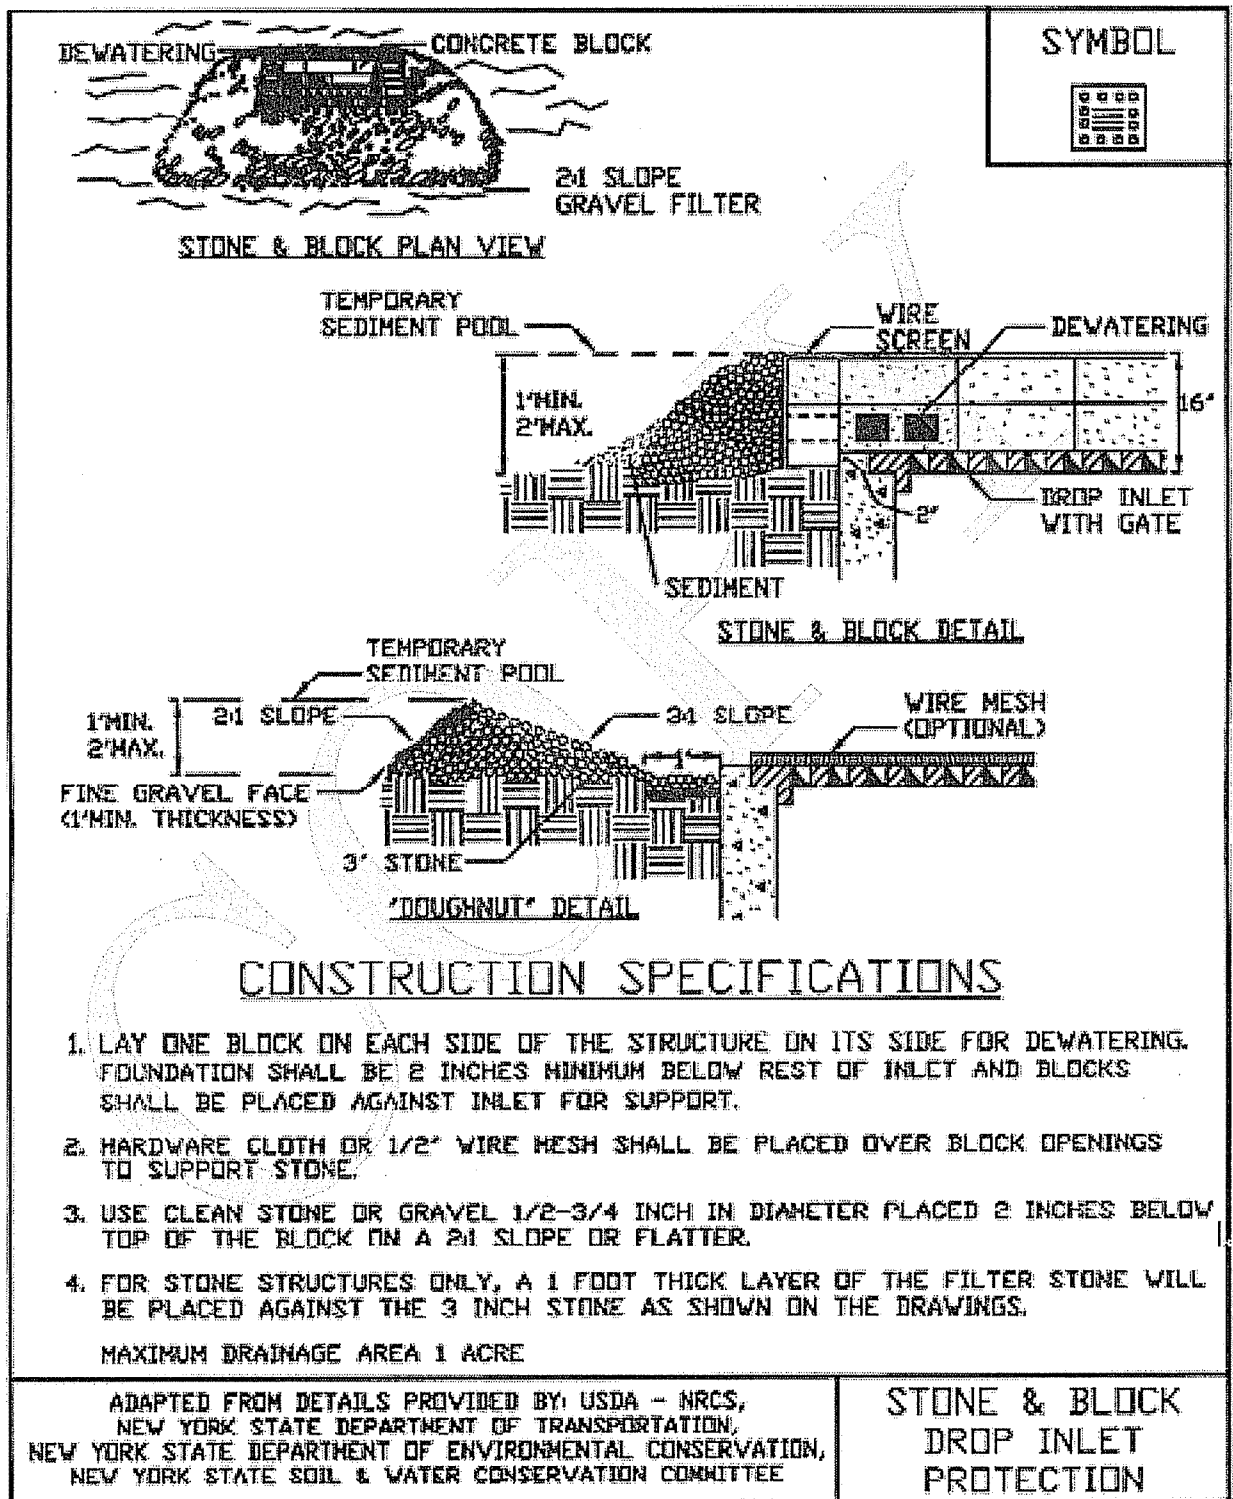 DEWATERING
CONCRETE BLOCK
2:1 SLOPE
GRAVEL FILTER
STONE & BLOCK PLAN VIEW
SYMBOL
TEMPORARY
SEDIMENT POOL
WIRE
SCREEN
DEWATERING
1'MIN.
2'MAX.
16"
2"
DROP INLET
WITH GATE
SEDIMENT
STONE & BLOCK DETAIL
TEMPORARY
SEDIMENT POOL
1'MIN.
2'MAX.
2:1 SLOPE
3:1 SLOPE
WIRE MESH
(OPTIONAL)
1'
FINE GRAVEL FACE
(1'MIN. THICKNESS)
3" STONE
"DOUGHNUT" DETAIL
CONSTRUCTION SPECIFICATIONS
1. LAY ONE BLOCK ON EACH SIDE OF THE STRUCTURE ON ITS SIDE FOR DEWATERING.
FOUNDATION SHALL BE 2 INCHES MINIMUM BELOW REST OF INLET AND BLOCKS
SHALL BE PLACED AGAINST INLET FOR SUPPORT.
2. HARDWARE CLOTH OR 1/2" WIRE MESH SHALL BE PLACED OVER BLOCK OPENINGS
TO SUPPORT STONE.
3. USE CLEAN STONE OR GRAVEL 1/2-3/4 INCH IN DIAMETER PLACED 2 INCHES BELOW
TOP OF THE BLOCK ON A 2:1 SLOPE OR FLATTER.
4. FOR STONE STRUCTURES ONLY, A 1 FOOT THICK LAYER OF THE FILTER STONE WILL
BE PLACED AGAINST THE 3 INCH STONE AS SHOWN ON THE DRAWINGS.
MAXIMUM DRAINAGE AREA 1 ACRE
ADAPTED FROM DETAILS PROVIDED BY: USDA - NRCS,
NEW YORK STATE DEPARTMENT OF TRANSPORTATION,
NEW YORK STATE DEPARTMENT OF ENVIRONMENTAL CONSERVATION,
NEW YORK STATE SOIL & WATER CONSERVATION COMMITTEE
STONE & BLOCK
DROP INLET
PROTECTION